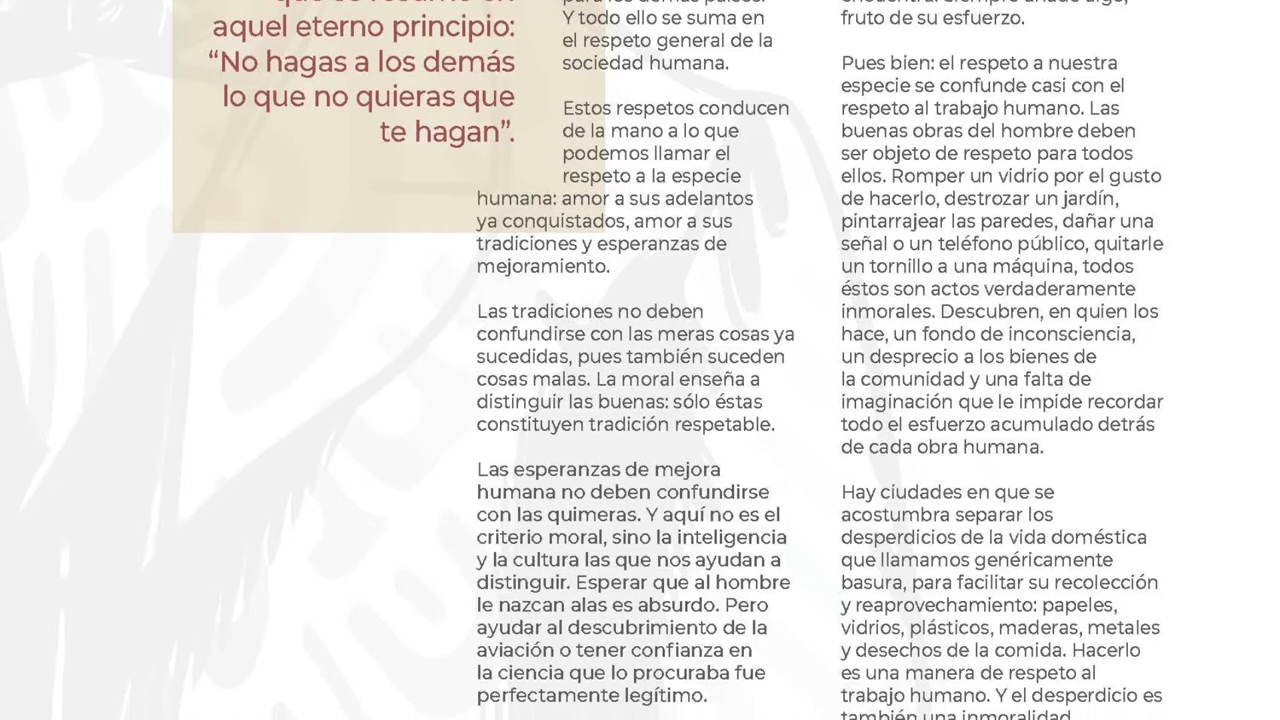 aquel eterno principio:
“No hagas a los demás
lo que no quieras que
te hagan”.
Y todo ello se suma en
el respeto general de la
sociedad humana.
Estos respetos conducen
de la mano a lo que
podemos llamar el
respeto a la especie
humana: amor a sus adelantos
ya conquistados, amor a sus
tradiciones y esperanzas de
mejoramiento.
Las tradiciones no deben
confundirse con las meras cosas ya
sucedidas, pues también suceden
cosas malas. La moral enseña a
distinguir las buenas: sólo éstas
constituyen tradición respetable.
Las esperanzas de mejora
humana no deben confundirse
con las quimeras. Y aquí no es el
criterio moral, sino la inteligencia
y la cultura las que nos ayudan a
distinguir. Esperar que al hombre
le nazcan alas es absurdo. Pero
ayudar al descubrimiento de la
aviación o tener confianza en
la ciencia que lo procuraba fue
perfectamente legítimo.
fruto de su esfuerzo.
Pues bien: el respeto a nuestra
especie se confunde casi con el
respeto al trabajo humano. Las
buenas obras del hombre deben
ser objeto de respeto para todos
ellos. Romper un vidrio por el gusto
de hacerlo, destrozar un jardín,
pintarrajear las paredes, dañar una
señal o un teléfono público, quitarle
un tornillo a una máquina, todos
éstos son actos verdaderamente
inmorales. Descubren, en quien los
hace, un fondo de inconsciencia,
un desprecio a los bienes de
la comunidad y una falta de
imaginación que le impide recordar
todo el esfuerzo acumulado detrás
de cada obra humana.
Hay ciudades en que se
acostumbra separar los
desperdicios de la vida doméstica
que llamamos genéricamente
basura, para facilitar su recolección
y reaprovechamiento: papeles,
vidrios, plásticos, maderas, metales
y desechos de la comida. Hacerlo
es una manera de respeto al
trabajo humano. Y el desperdicio es
también una inmoralidad